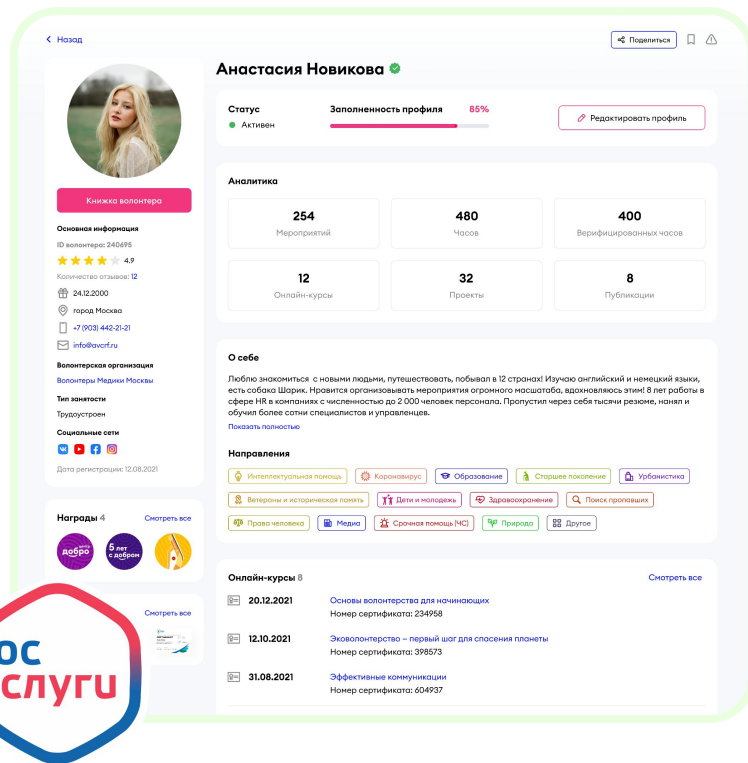 Назад
Поделиться
Анастасия Новикова
Статус
Активен
Заполненность профиля 85%
Редактировать профиль
Книжка волонтера
Основная информация
ID волонтера: 240695
4.9
Количество отзывов: 12
24.12.2000
город Москва
+7 (903) 442-21-21
info@avcrf.ru
Волонтерская организация
Волонтеры Медики Москвы
Тип занятости
Трудоустроен
Социальные сети
Дата регистрации: 12.08.2021
Награды 4
Смотреть все
добро
5 лет
с добром
Смотреть все
ос
слуги
Аналитика
254
Мероприятий
480
Часов
400
Верифицированных часов
12
Онлайн-курсы
32
Проекты
8
Публикации
О себе
Люблю знакомиться с новыми людьми, путешествовать, побывал в 12 странах! Изучаю английский и немецкий языки,
есть собака Шарик. Нравится организовывать мероприятия огромного масштаба, вдохновляюсь этим! 8 лет работы в
сфере HR в компаниях с численностью до 2 000 человек персонала. Пропустил через себя тысячи резюме, нанял и
обучил более сотни специалистов и управленцев.
Показать полностью
Направления
Интеллектуальная помощь
Коронавирус
Образование
Старшее поколение
Урбанистика
Ветераны и историческая память
Дети и молодежь
Здравоохранение
Поиск пропавших
Права человека
Медиа
Срочная помощь (ЧС)
Природа
Другое
Онлайн-курсы 8
Смотреть все
20.12.2021
Основы волонтерства для начинающих
Номер сертификата: 234958
12.10.2021
Эковолонтерство – первый шаг для спасения планеты
Номер сертификата: 398573
31.08.2021
Эффективные коммуникации
Номер сертификата: 604937